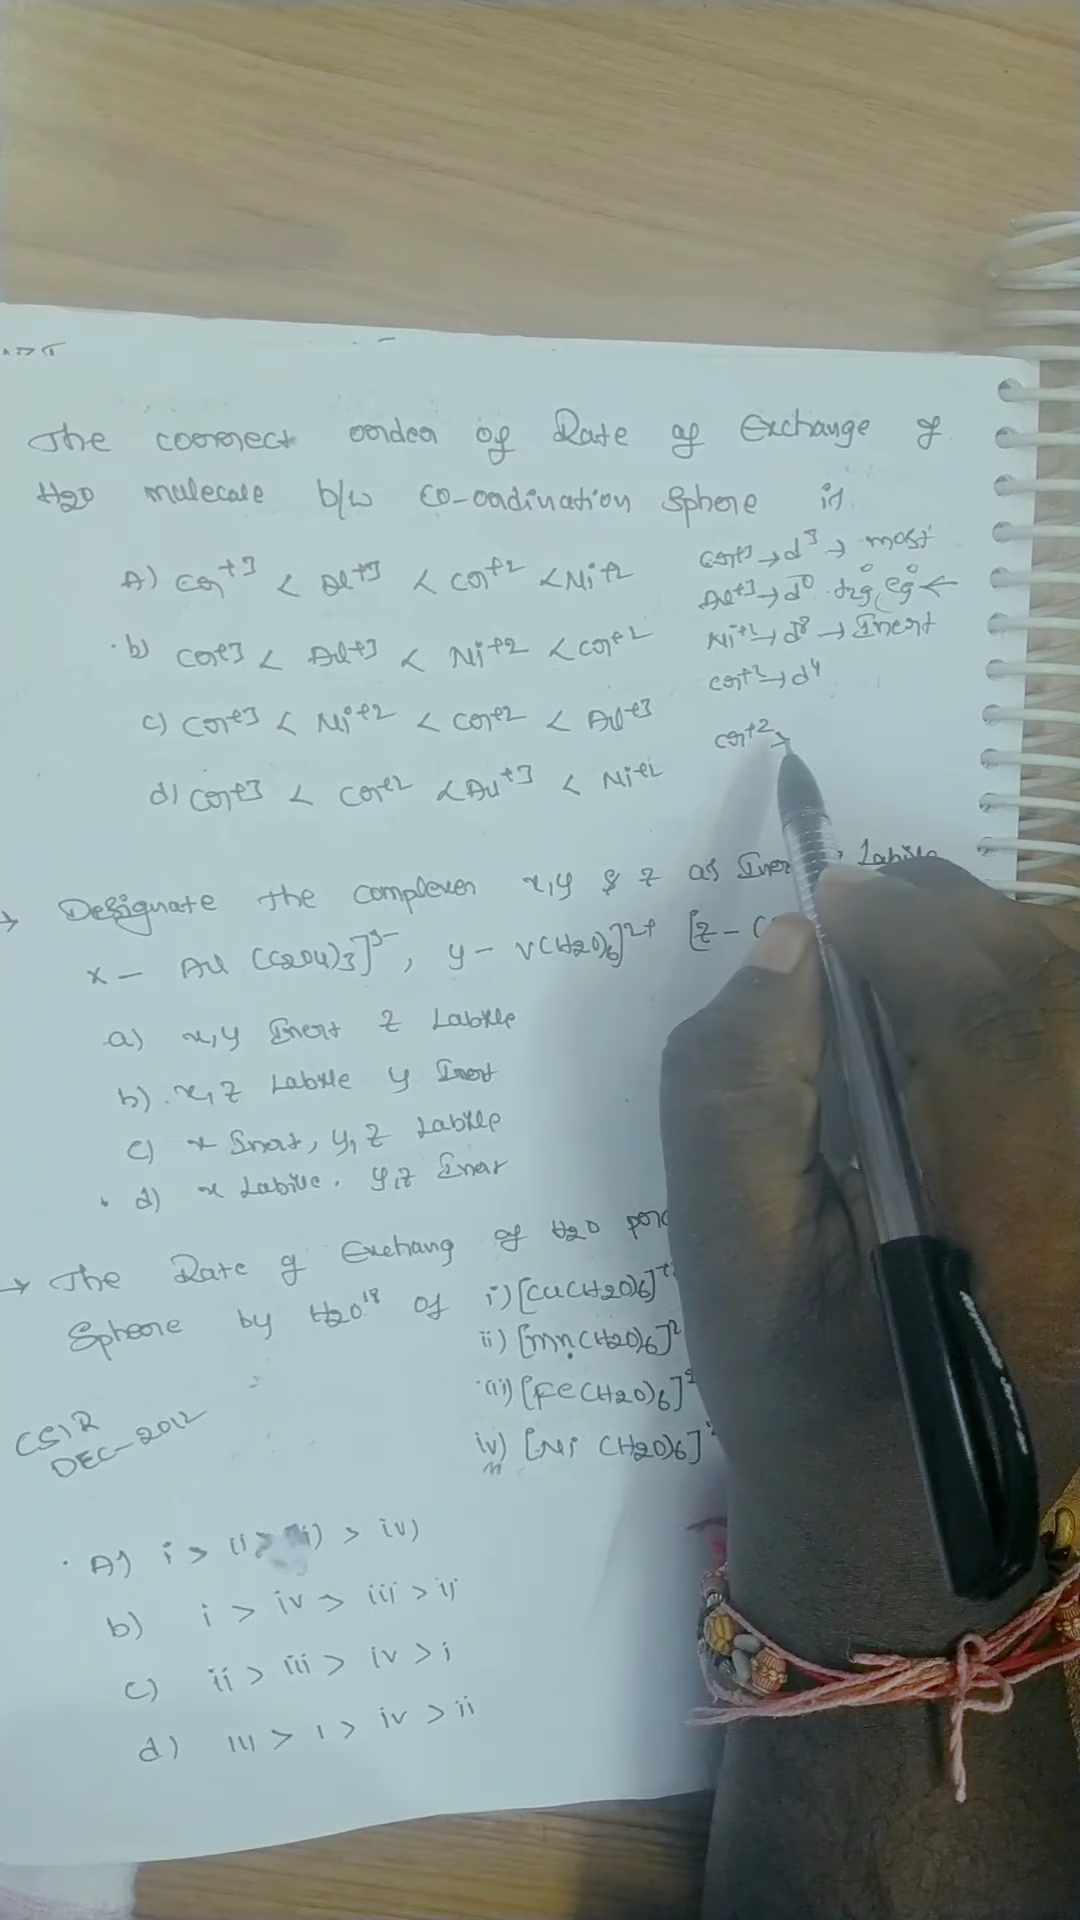 The correct order of Rate of Exchange of
H2O molecule b/w co-ordination sphere is
A) Cr+3 < Al+3 < Cr+2 < Ni+2
b) Cr+3 < Al+3 < Ni+2 < Cr+2
c) Cr+3 < Ni+2 < Cr+2 < Al+3
d) Cr+3 < Cr+2 < Al+3 < Ni+2
Cr+3 → d3 → most
Al+3 → d0 t2g0 eg0 ←
Ni+2 → d8 → Inert
Cr+2 → d4
Cr+2 →
→ Designate the complexes x,y & z as Labile
x – Al (C2O4)3]3-, y – V(H2O)6]2+ [z – C
a) x,y Inert z Labile
b) x,z Labile y Inert
c) x Inert, y,z Labile
d) x Labile, y,z Inert
→ The Rate of Exchang of H2O
Sphere by H2O18 of i) [Cu(H2O)6]
ii) [Mn(H2O)6]2
iii) [Fe(H2O)6]2
iv) [Ni (H2O)6]
CSIR
DEC-2012
A) i > ii > iii) > iv)
b) i > iv > iii > ii
c) ii > iii > iv > i
d) III > I > iv > ii